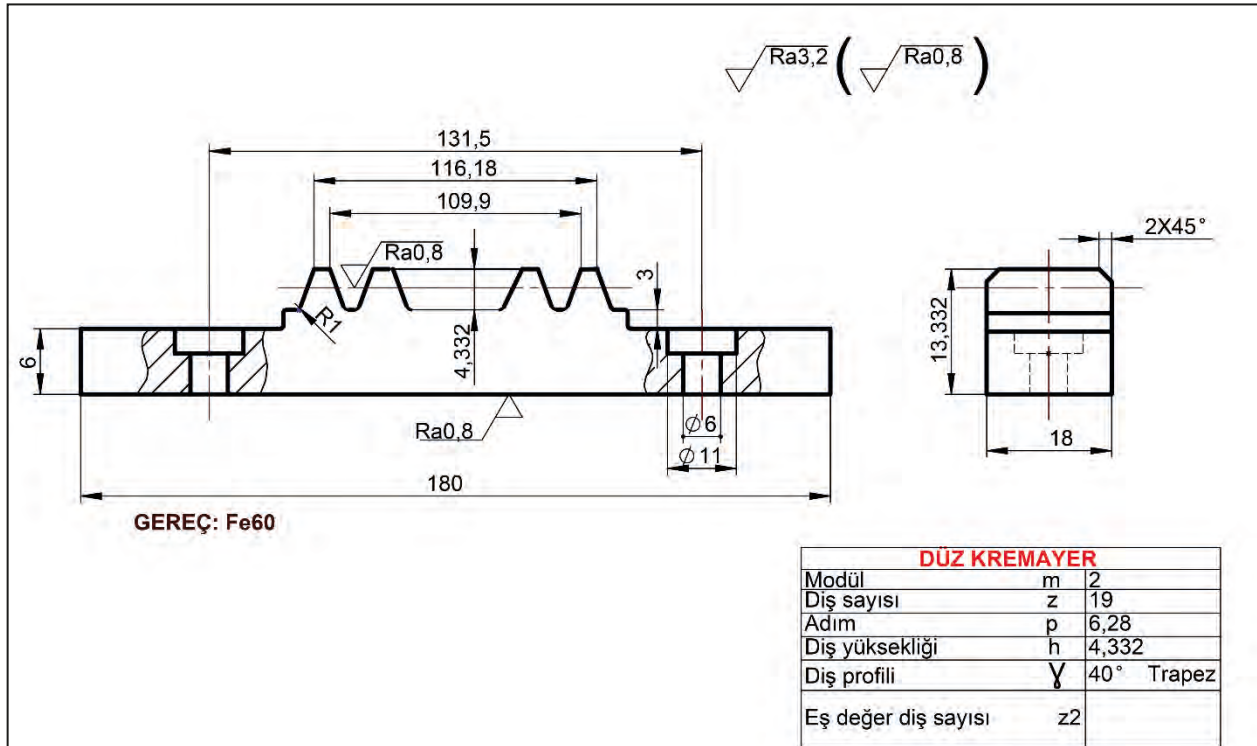 Ra3,2 ( Ra0,8 )
131,5
116,18
109,9
Ra0,8
3
2X45°
R1
4,332
6
13,332
Ra0,8
Ø6
Ø11
18
180
GEREÇ: Fe60
DÜZ KREMAYER
Modül m 2
Diş sayısı z 19
Adım p 6,28
Diş yüksekliği h 4,332
Diş profili Ɣ 40° Trapez
Eş değer diş sayısı z2